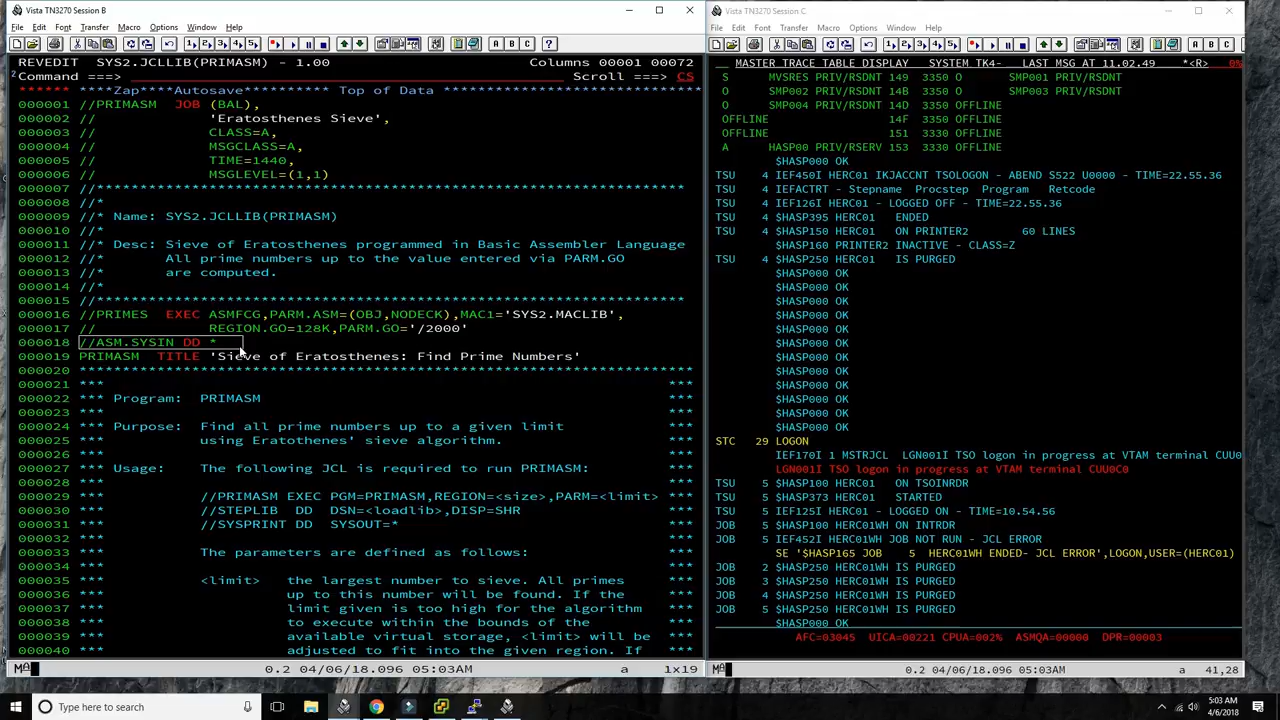 Vista TN3270 Session B
File Edit View Font Transfer Macro Options Window Help
A B C ?
REVEDIT SYS2.JCLLIB(PRIMASM) - 1.00 Columns 00001 00072
Command ===> Scroll ===> CS
****** ****Zap****Autosave********** Top of Data *****************************
000001 //PRIMASM JOB (BAL),
000002 // 'Eratosthenes Sieve',
000003 // CLASS=A,
000004 // MSGCLASS=A,
000005 // TIME=1440,
000006 // MSGLEVEL=(1,1)
000007 //********************************************************************
000008 //*
000009 //* Name: SYS2.JCLLIB(PRIMASM)
000010 //*
000011 //* Desc: Sieve of Eratosthenes programmed in Basic Assembler Language
000012 //* All prime numbers up to the value entered via PARM.GO
000013 //* are computed.
000014 //*
000015 //********************************************************************
000016 //PRIMES EXEC ASMFCG,PARM.ASM=(OBJ,NODECK),MAC1='SYS2.MACLIB',
000017 // REGION.GO=128K,PARM.GO='/2000'
000018 //ASM.SYSIN DD *
000019 PRIMASM TITLE 'Sieve of Eratosthenes: Find Prime Numbers'
000020 ***********************************************************************
000021 *** ***
000022 *** Program: PRIMASM ***
000023 *** ***
000024 *** Purpose: Find all prime numbers up to a given limit ***
000025 *** using Eratothenes' sieve algorithm. ***
000026 *** ***
000027 *** Usage: The following JCL is required to run PRIMASM: ***
000028 *** ***
000029 *** //PRIMASM EXEC PGM=PRIMASM,REGION=<size>,PARM=<limit> ***
000030 *** //STEPLIB DD DSN=<loadlib>,DISP=SHR ***
000031 *** //SYSPRINT DD SYSOUT=* ***
000032 *** ***
000033 *** The parameters are defined as follows: ***
000034 *** ***
000035 *** <limit> the largest number to sieve. All primes ***
000036 *** up to this number will be found. If the ***
000037 *** limit given is too high for the algorithm ***
000038 *** to execute within the bounds of the ***
000039 *** available virtual storage, <limit> will be ***
000040 *** adjusted to fit into the given region. If ***
MA 0.2 04/06/18.096 05:03AM a 1x19
Vista TN3270 Session C
File Edit Font Transfer Macro Options Window Help
A B C
MASTER TRACE TABLE DISPLAY SYSTEM TK4- LAST MSG AT 11.02.49 *<R> 0%
S MVSRES PRIV/RSDNT 149 3350 O SMP001 PRIV/RSDNT
O SMP002 PRIV/RSDNT 14B 3350 O SMP003 PRIV/RSDNT
O SMP004 PRIV/RSDNT 14D 3350 OFFLINE
OFFLINE 14F 3330 OFFLINE
OFFLINE 151 3330 OFFLINE
A HASP00 PRIV/RSERV 153 3330 OFFLINE
$HASP000 OK
TSU 4 IEF450I HERC01 IKJACCNT TSOLOGON - ABEND S522 U0000 - TIME=22.55.36
TSU 4 IEFACTRT - Stepname Procstep Program Retcode
TSU 4 IEF126I HERC01 - LOGGED OFF - TIME=22.55.36
TSU 4 $HASP395 HERC01 ENDED
TSU 4 $HASP150 HERC01 ON PRINTER2 60 LINES
$HASP160 PRINTER2 INACTIVE - CLASS=Z
TSU 4 $HASP250 HERC01 IS PURGED
$HASP000 OK
$HASP000 OK
$HASP000 OK
$HASP000 OK
$HASP000 OK
$HASP000 OK
$HASP000 OK
$HASP000 OK
$HASP000 OK
$HASP000 OK
$HASP000 OK
$HASP000 OK
STC 29 LOGON
IEF170I 1 MSTRJCL LGN001I TSO logon in progress at VTAM terminal CUU0
LGN001I TSO logon in progress at VTAM terminal CUU0C0
TSU 5 $HASP100 HERC01 ON TSOINRDR
TSU 5 $HASP373 HERC01 STARTED
TSU 5 IEF125I HERC01 - LOGGED ON - TIME=10.54.56
JOB 5 $HASP100 HERC01WH ON INTRDR
JOB 5 IEF452I HERC01WH JOB NOT RUN - JCL ERROR
SE '$HASP165 JOB 5 HERC01WH ENDED- JCL ERROR',LOGON,USER=(HERC01)
JOB 2 $HASP250 HERC01WH IS PURGED
JOB 3 $HASP250 HERC01WH IS PURGED
JOB 4 $HASP250 HERC01WH IS PURGED
JOB 5 $HASP250 HERC01WH IS PURGED
$HASP000 OK
AFC=03045 UICA=00221 CPUA=002% ASMQA=00000 DPR=00003
MA 0.2 04/06/18.096 05:03AM a 41,28
Type here to search
5:03 AM
4/6/2018